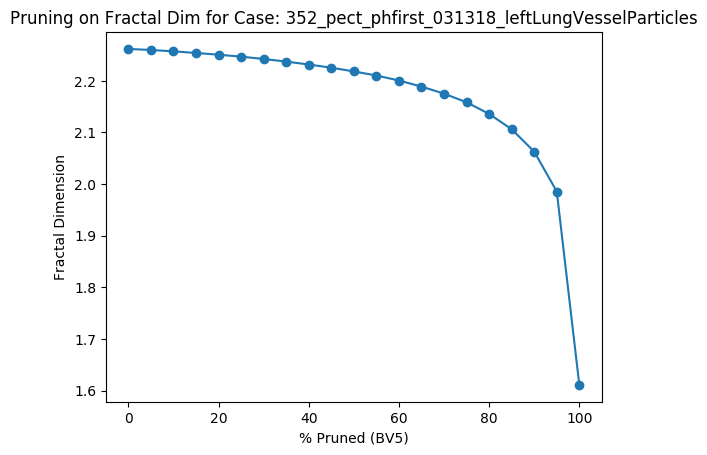 Pruning on Fractal Dim for Case: 352_pect_phfirst_031318_leftLungVesselParticles
2.2
2.1
2.0
1.9
1.8
1.7
1.6
Fractal Dimension
0 20 40 60 80 100
% Pruned (BV5)